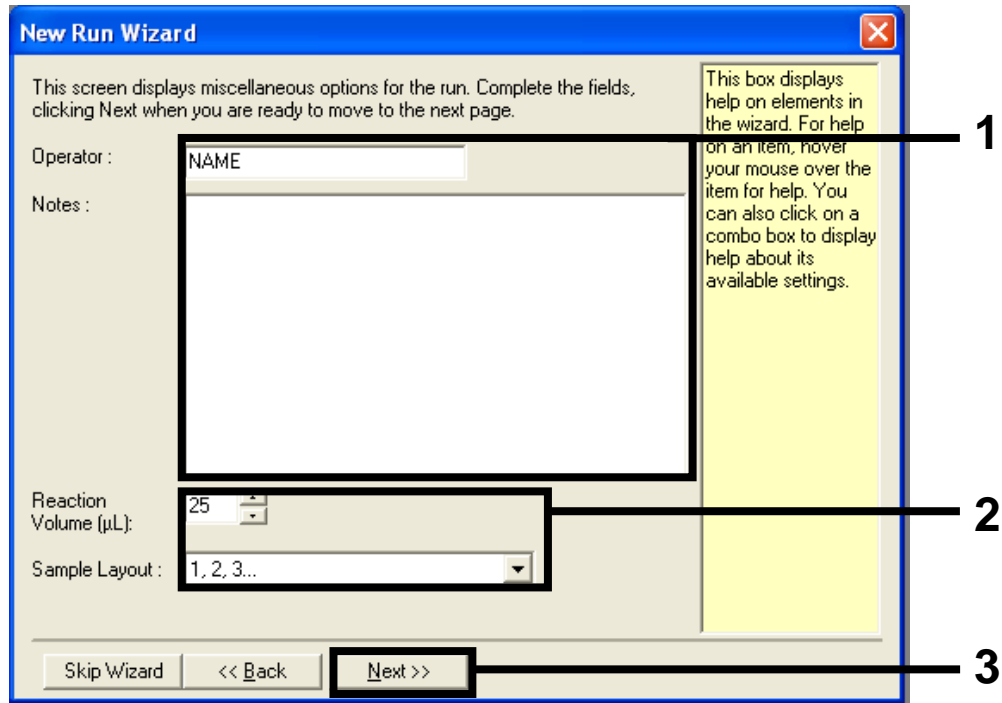 New Run Wizard
This screen displays miscellaneous options for the run. Complete the fields,
clicking Next when you are ready to move to the next page.
This box displays
help on elements in
the wizard. For help
on an item, hover
your mouse over the
item for help. You
can also click on a
combo box to display
help about its
available settings.
1
Operator :
NAME
Notes :
Reaction
Volume (µL):
25
2
Sample Layout :
1, 2, 3...
Skip Wizard
<< Back
Next >>
3